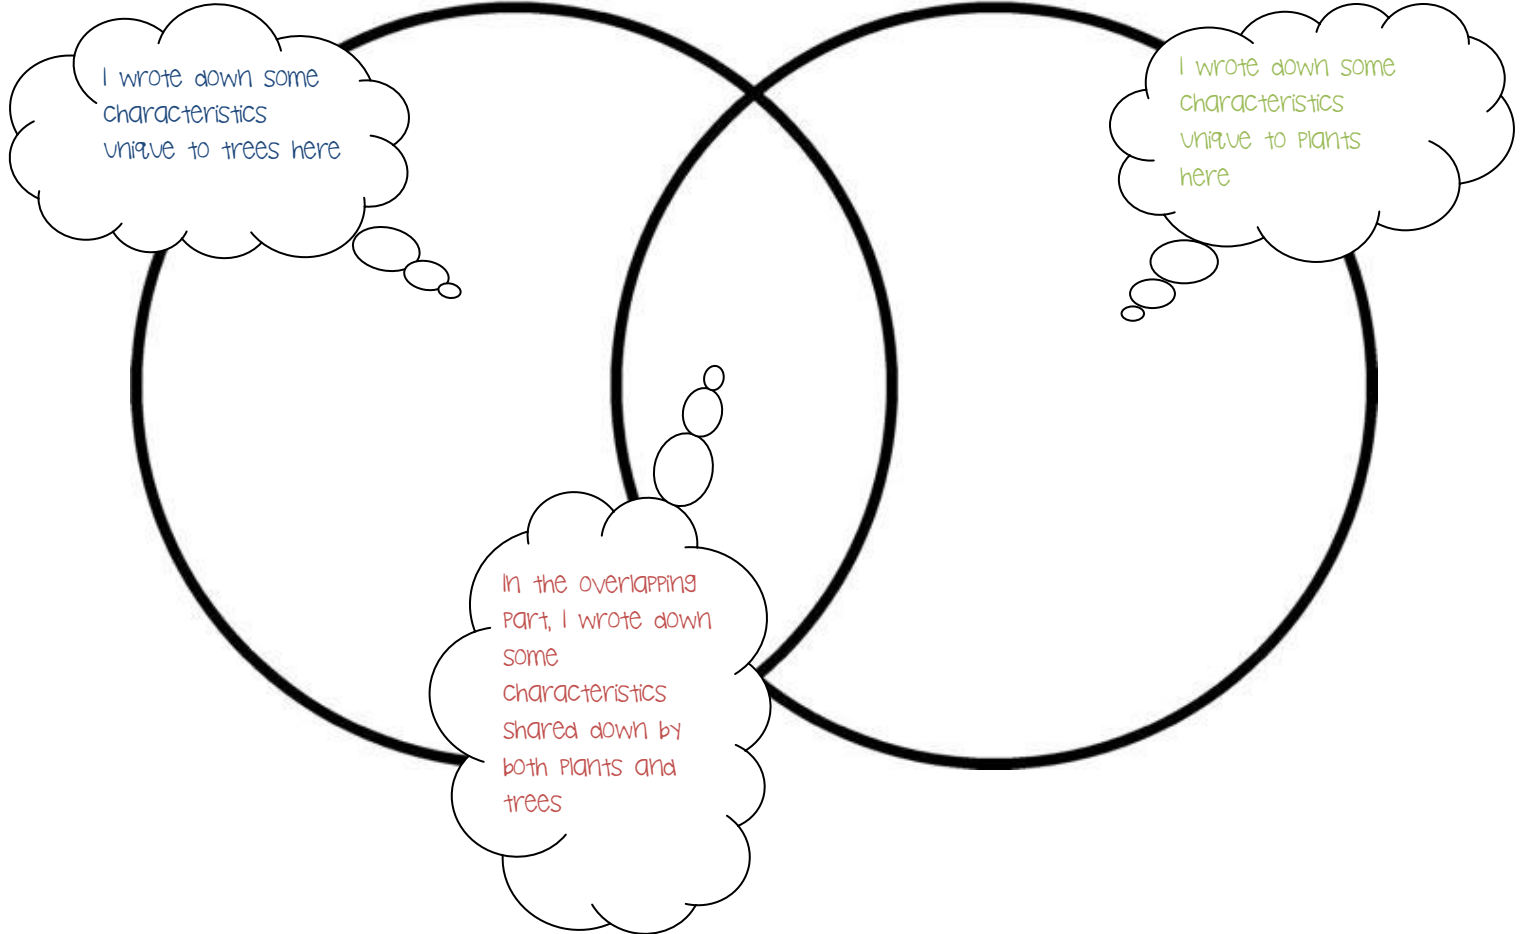 I wrote down some
characteristics
unique to trees here
I wrote down some
characteristics
unique to plants
here
In the overlapping
part, I wrote down
some
characteristics
shared down by
both plants and
trees